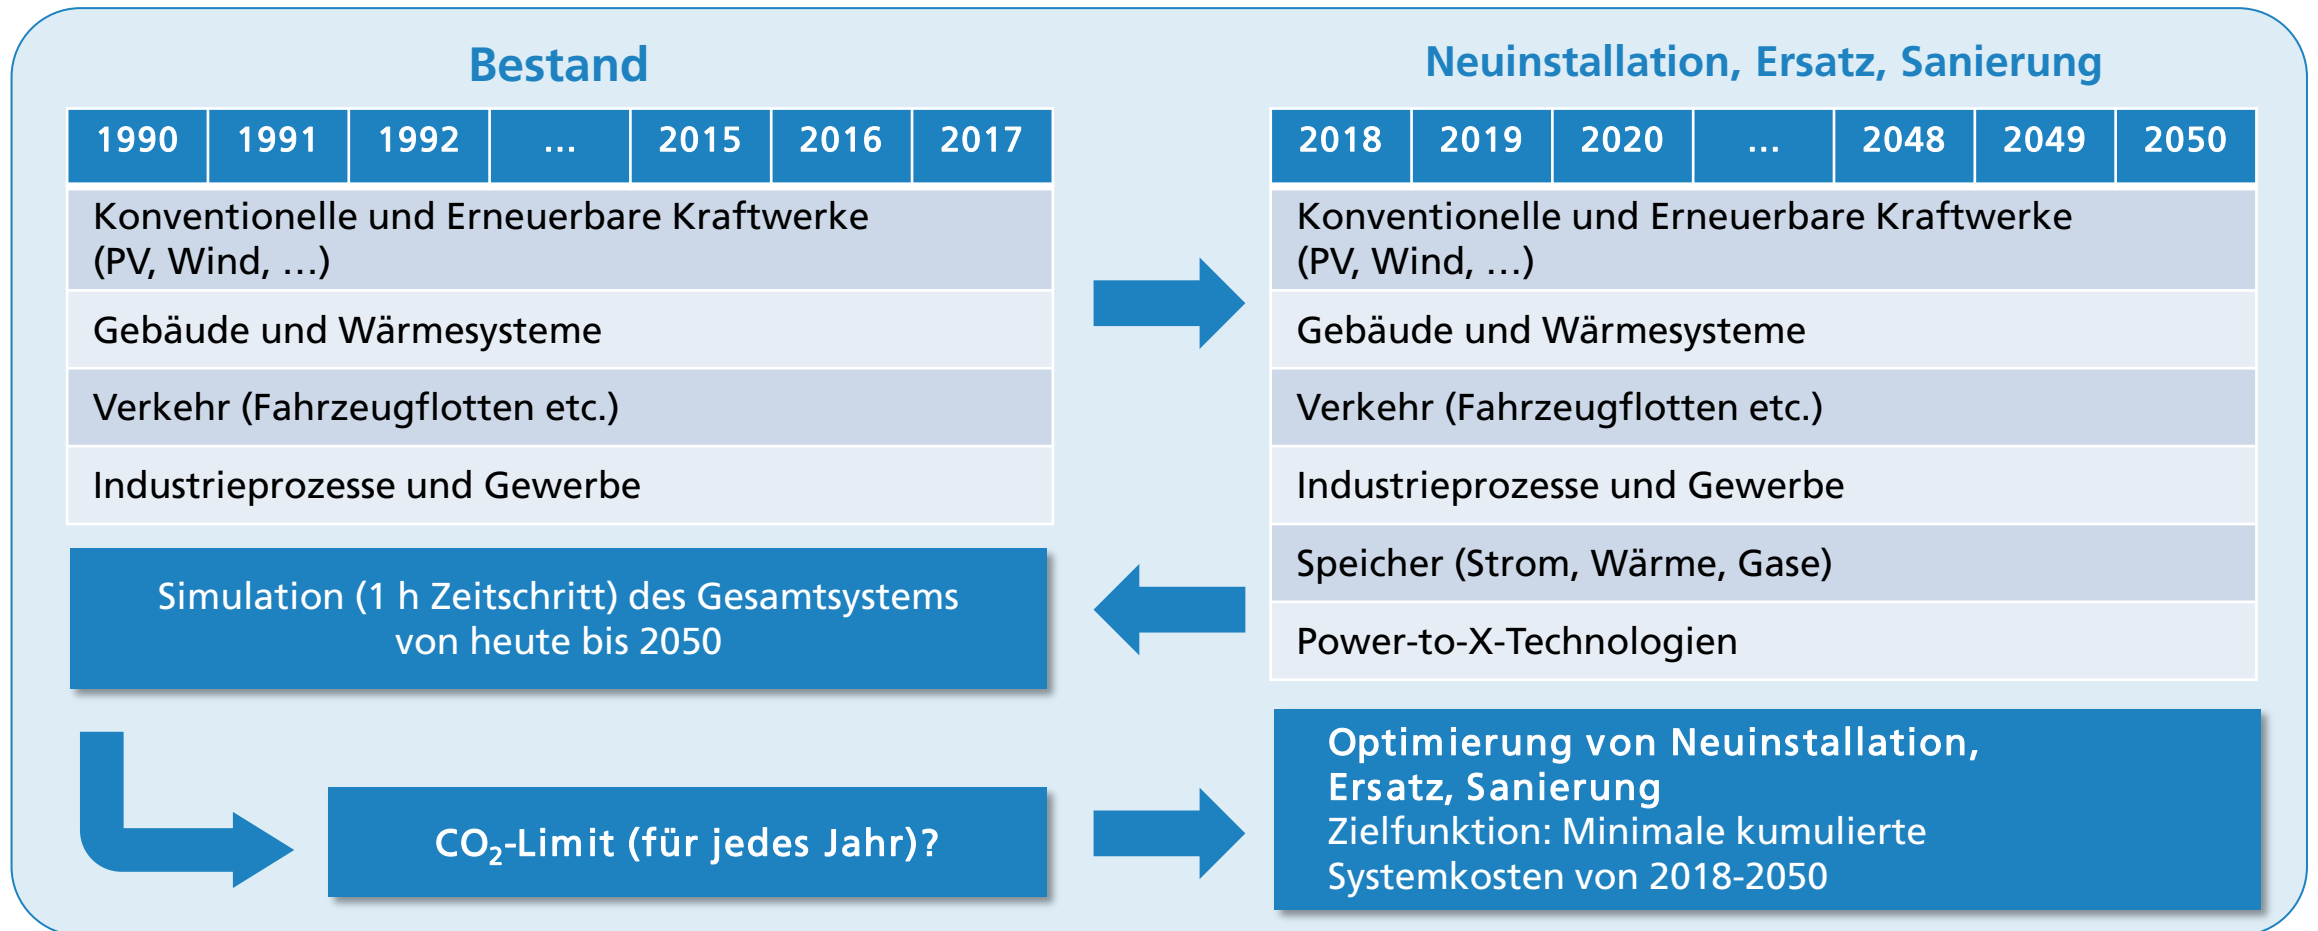 Bestand
1990 1991 1992 ... 2015 2016 2017
Konventionelle und Erneuerbare Kraftwerke
(PV, Wind, …)
Gebäude und Wärmesysteme
Verkehr (Fahrzeugflotten etc.)
Industrieprozesse und Gewerbe
Neuinstallation, Ersatz, Sanierung
2018 2019 2020 ... 2048 2049 2050
Konventionelle und Erneuerbare Kraftwerke
(PV, Wind, …)
Gebäude und Wärmesysteme
Verkehr (Fahrzeugflotten etc.)
Industrieprozesse und Gewerbe
Speicher (Strom, Wärme, Gase)
Power-to-X-Technologien
Simulation (1 h Zeitschritt) des Gesamtsystems
von heute bis 2050
CO₂-Limit (für jedes Jahr)?
Optimierung von Neuinstallation,
Ersatz, Sanierung
Zielfunktion: Minimale kumulierte
Systemkosten von 2018-2050